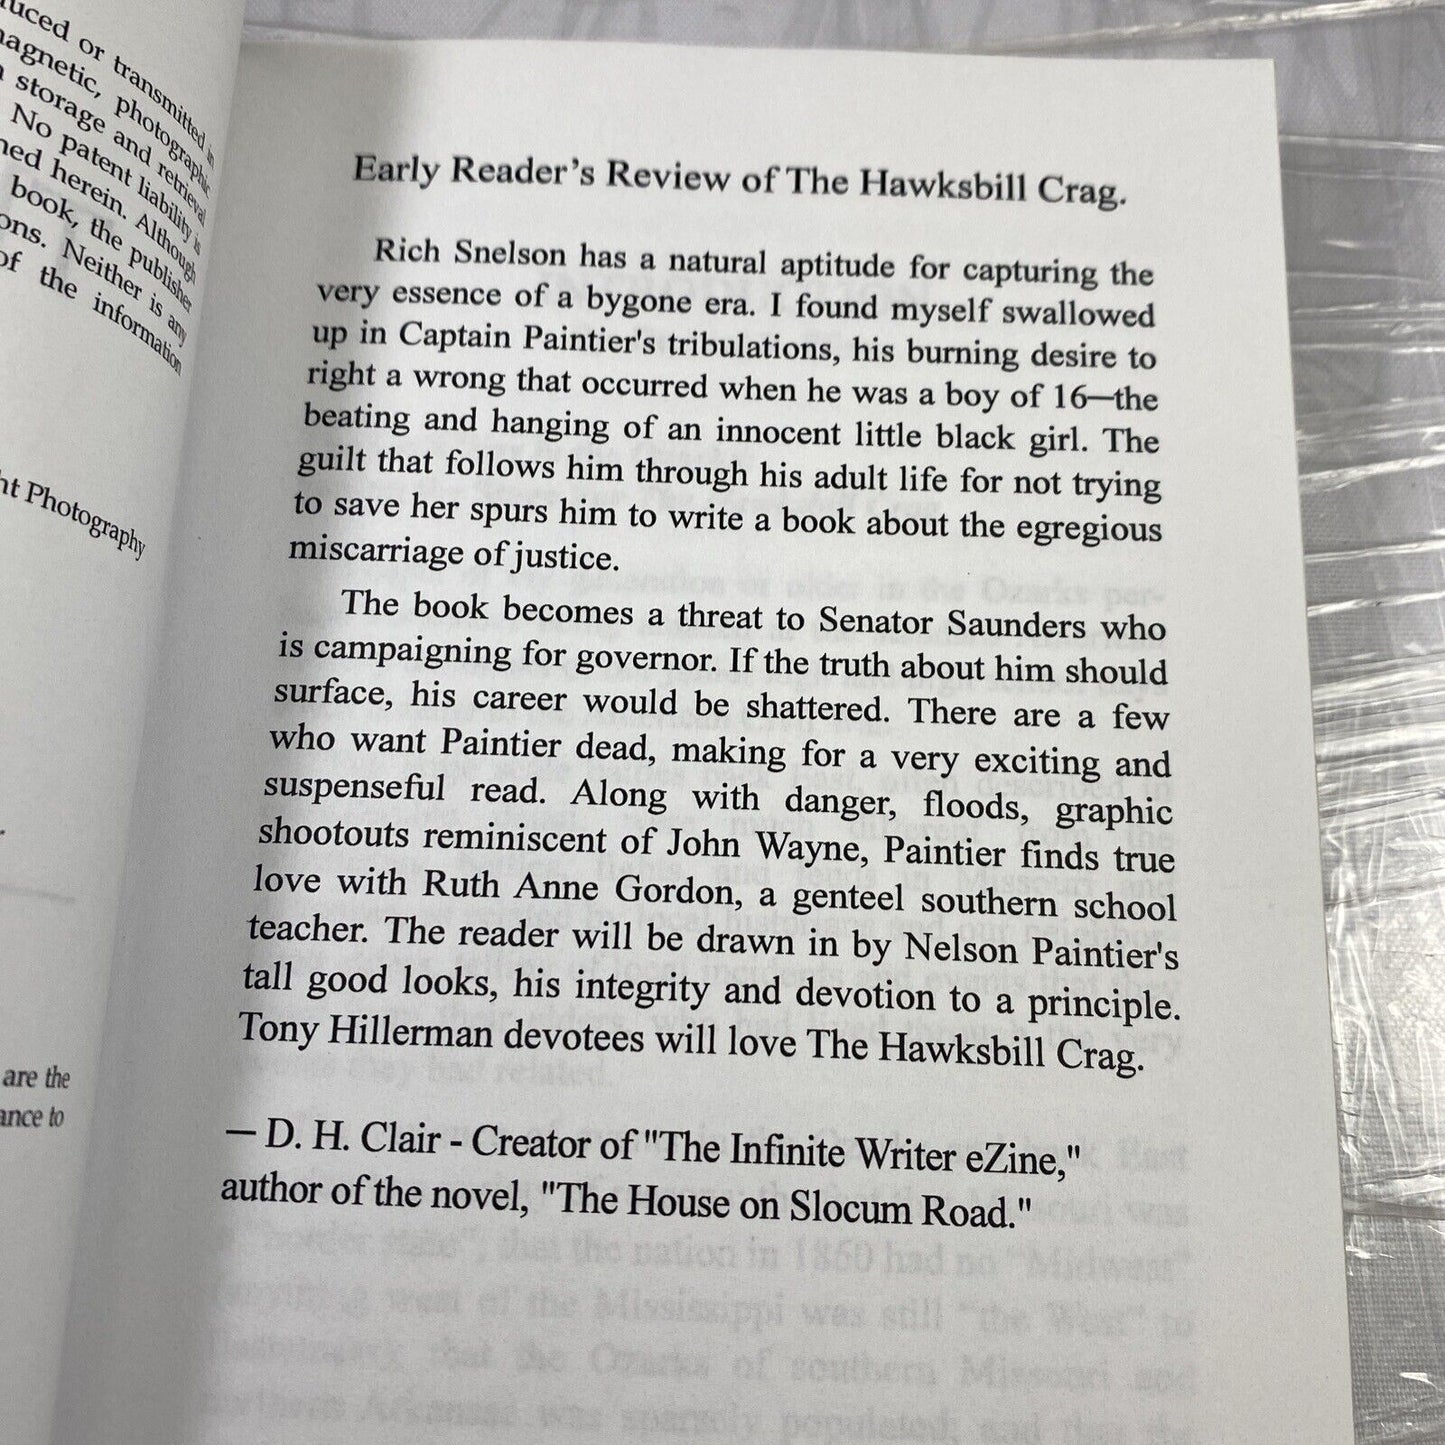 uced or transmitted in
magnetic, photographic
storage and retrieval
No patent liability is
herein. Although
book, the publisher
ons. Neither is any
of the information
Photography
are the
ance to
Early Reader's Review of The Hawksbill Crag.
Rich Snelson has a natural aptitude for capturing the
very essence of a bygone era. I found myself swallowed
up in Captain Paintier's tribulations, his burning desire to
right a wrong that occurred when he was a boy of 16—the
beating and hanging of an innocent little black girl. The
guilt that follows him through his adult life for not trying
to save her spurs him to write a book about the egregious
miscarriage of justice.
The book becomes a threat to Senator Saunders who
is campaigning for governor. If the truth about him should
surface, his career would be shattered. There are a few
who want Paintier dead, making for a very exciting and
suspenseful read. Along with danger, floods, graphic
shootouts reminiscent of John Wayne, Paintier finds true
love with Ruth Anne Gordon, a genteel southern school
teacher. The reader will be drawn in by Nelson Paintier's
tall good looks, his integrity and devotion to a principle.
Tony Hillerman devotees will love The Hawksbill Crag.
— D. H. Clair - Creator of "The Infinite Writer eZine,"
author of the novel, "The House on Slocum Road."